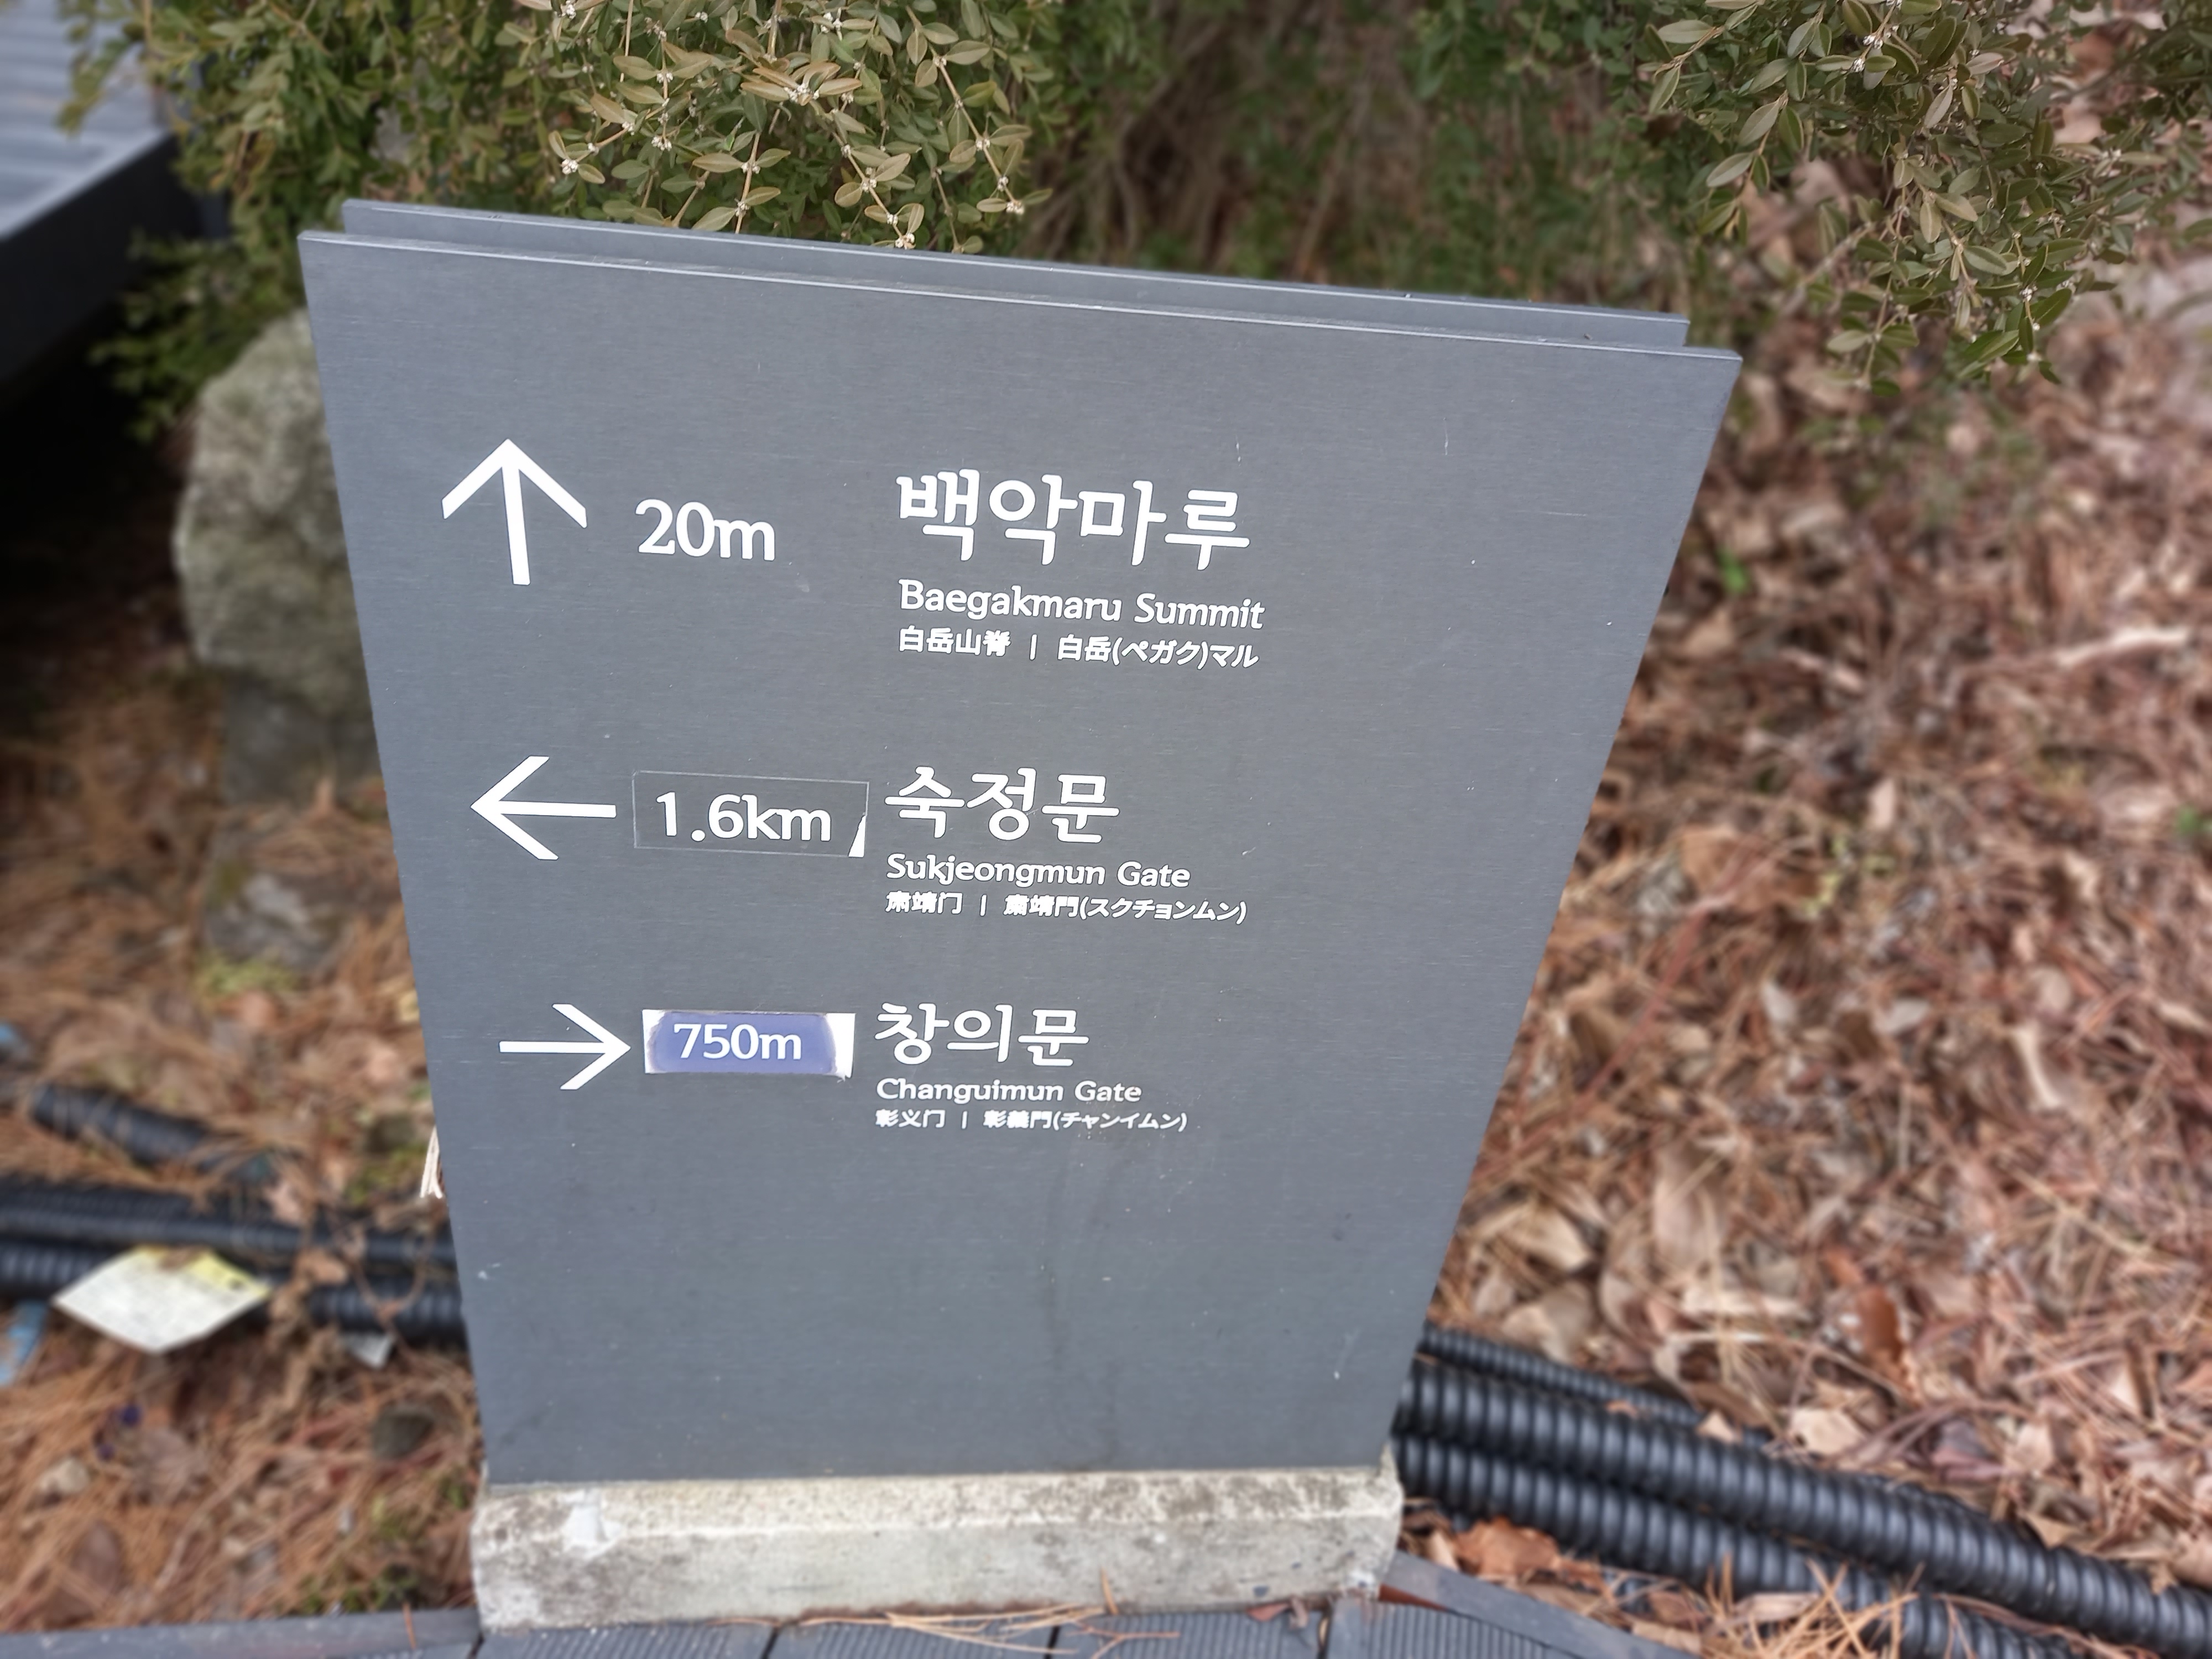 ↑ 20m 백악마루
Baegakmaru Summit
白岳山脊 | 白岳(ペガク)マル
← 1.6km 숙정문
Sukjeongmun Gate
肃靖门 | 肅靖門(スクチョンムン)
→ 750m 창의문
Changuimun Gate
彰义门 | 彰義門(チャンイムン)